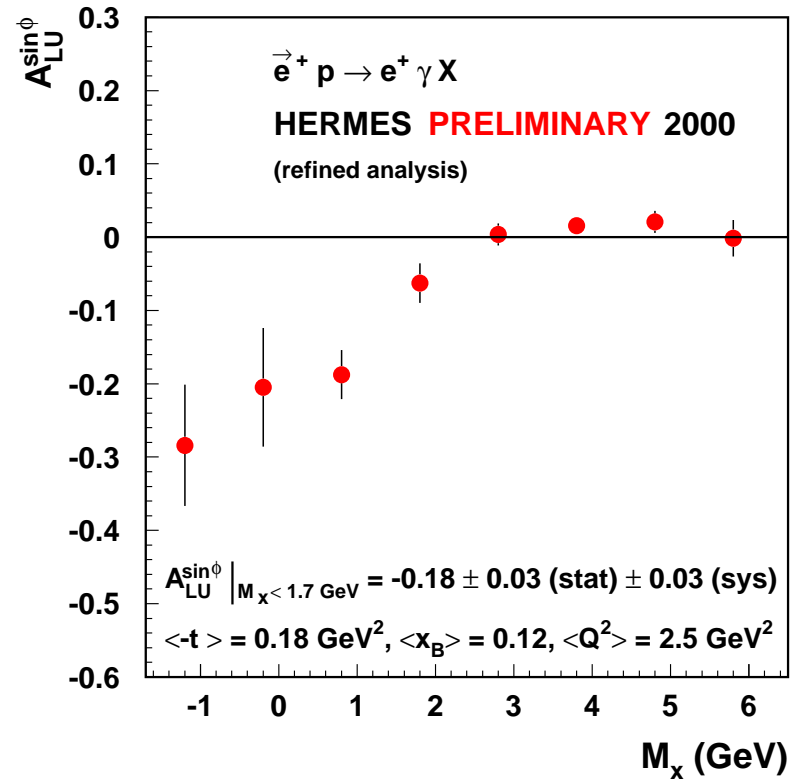 A_LU^sinϕ
0.3
0.2
0.1
0
-0.1
-0.2
-0.3
-0.4
-0.5
-0.6
e⃗⁺ p → e⁺ γ X
HERMES PRELIMINARY 2000
(refined analysis)
A_LU^sinϕ |_M_x< 1.7 GeV = -0.18 ± 0.03 (stat) ± 0.03 (sys)
<-t > = 0.18 GeV², <x_B> = 0.12, <Q²> = 2.5 GeV²
-1 0 1 2 3 4 5 6
M_x (GeV)